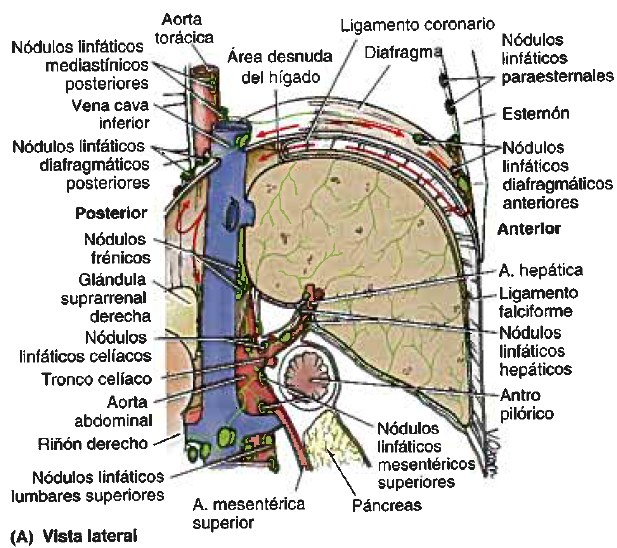 Aorta
torácica
Ligamento coronario
Nódulos linfáticos
mediastínicos
posteriores
Área desnuda
del hígado
Diafragma
Nódulos
linfáticos
paraesternales
Vena cava
inferior
Esternón
Nódulos linfáticos
diafragmáticos
posteriores
Nódulos
linfáticos
diafragmáticos
anteriores
Posterior
Anterior
Nódulos
frénicos
Glándula
suprarrenal
derecha
A. hepática
Ligamento
falciforme
Nódulos
linfáticos celíacos
Nódulos
linfáticos
hepáticos
Tronco celíaco
Aorta
abdominal
Antro
pilórico
Riñón derecho
Nódulos
linfáticos
mesentéricos
superiores
Nódulos linfáticos
lumbares superiores
A. mesentérica
superior
Páncreas
(A) Vista lateral